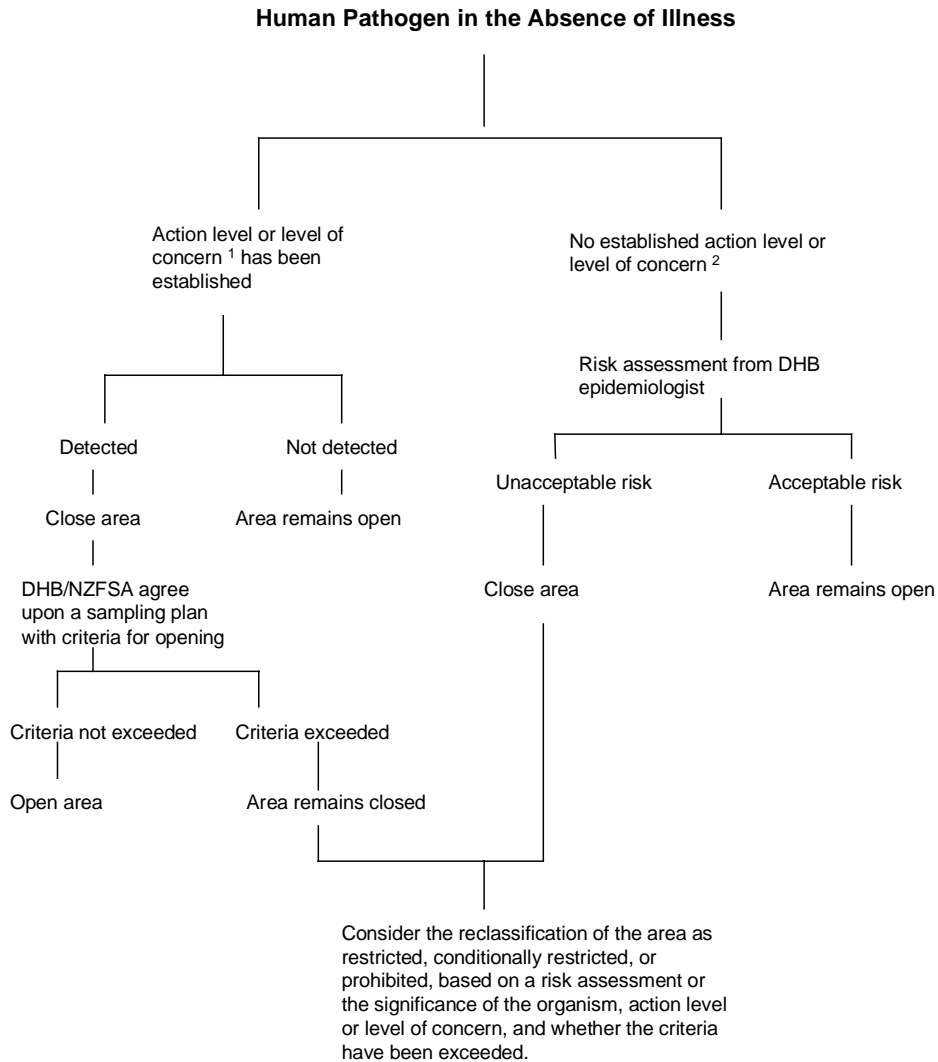 Human Pathogen in the Absence of Illness
Action level or level of
concern ¹ has been
established
No established action level or
level of concern ²
Risk assessment from DHB
epidemiologist
Detected
Not detected
Unacceptable risk
Acceptable risk
Close area
Area remains open
Close area
Area remains open
DHB/NZFSA agree
upon a sampling plan
with criteria for opening
Criteria not exceeded
Criteria exceeded
Open area
Area remains closed
Consider the reclassification of the area as
restricted, conditionally restricted, or
prohibited, based on a risk assessment or
the significance of the organism, action level
or level of concern, and whether the criteria
have been exceeded.